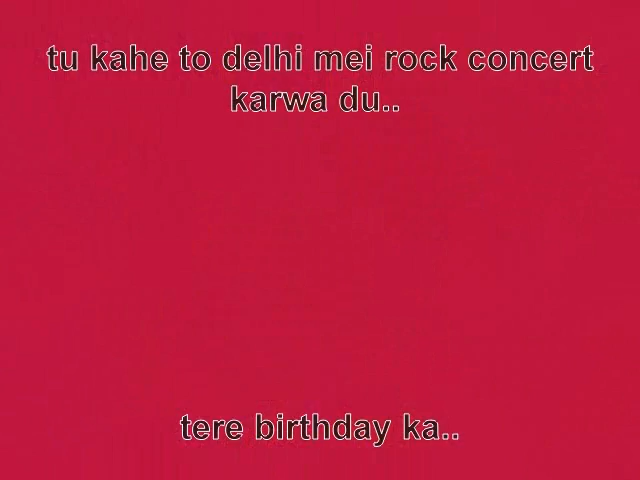 tu kahe to delhi mei rock concert
karwa du..
tere birthday ka..